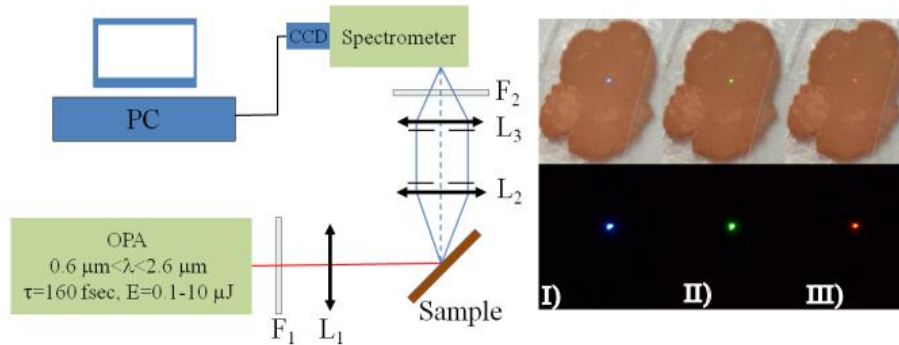 CCD
Spectrometer
PC
F₂
L₃
L₂
OPA
0.6 μm<λ<2.6 μm
τ=160 fsec, E=0.1-10 μJ
F₁
L₁
Sample
I)
II)
III)